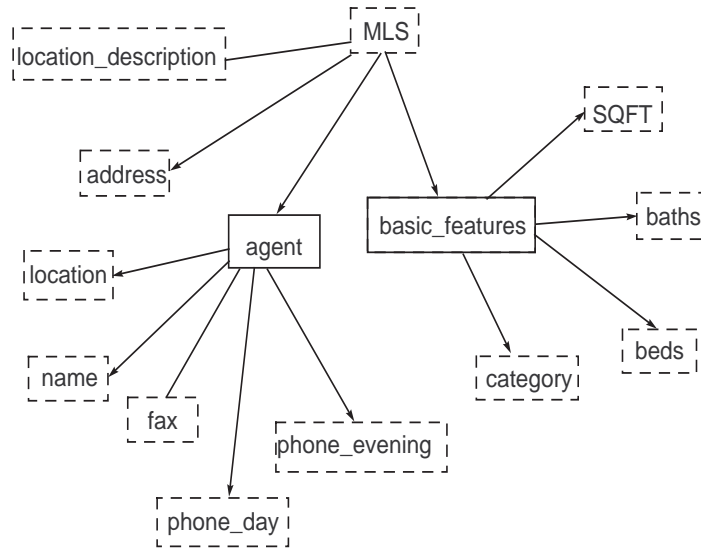 MLS
location_description
SQFT
address
baths
basic_features
agent
location
beds
name
category
fax
phone_evening
phone_day